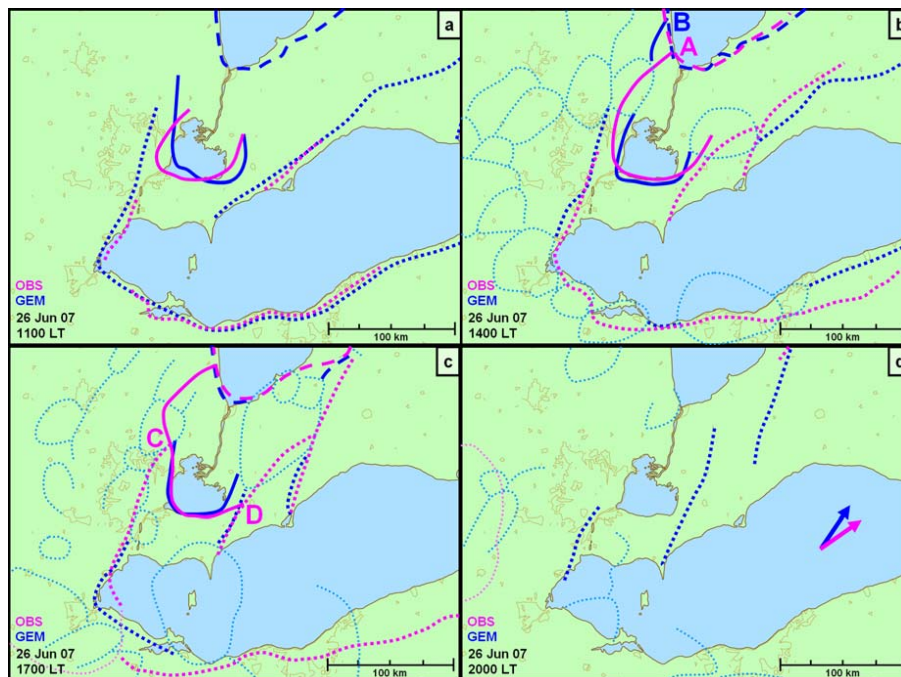 a
OBS
GEM
26 Jun 07
1100 LT
100 km
b
B
A
OBS
GEM
26 Jun 07
1400 LT
100 km
c
C
D
OBS
GEM
26 Jun 07
1700 LT
100 km
d
OBS
GEM
26 Jun 07
2000 LT
100 km